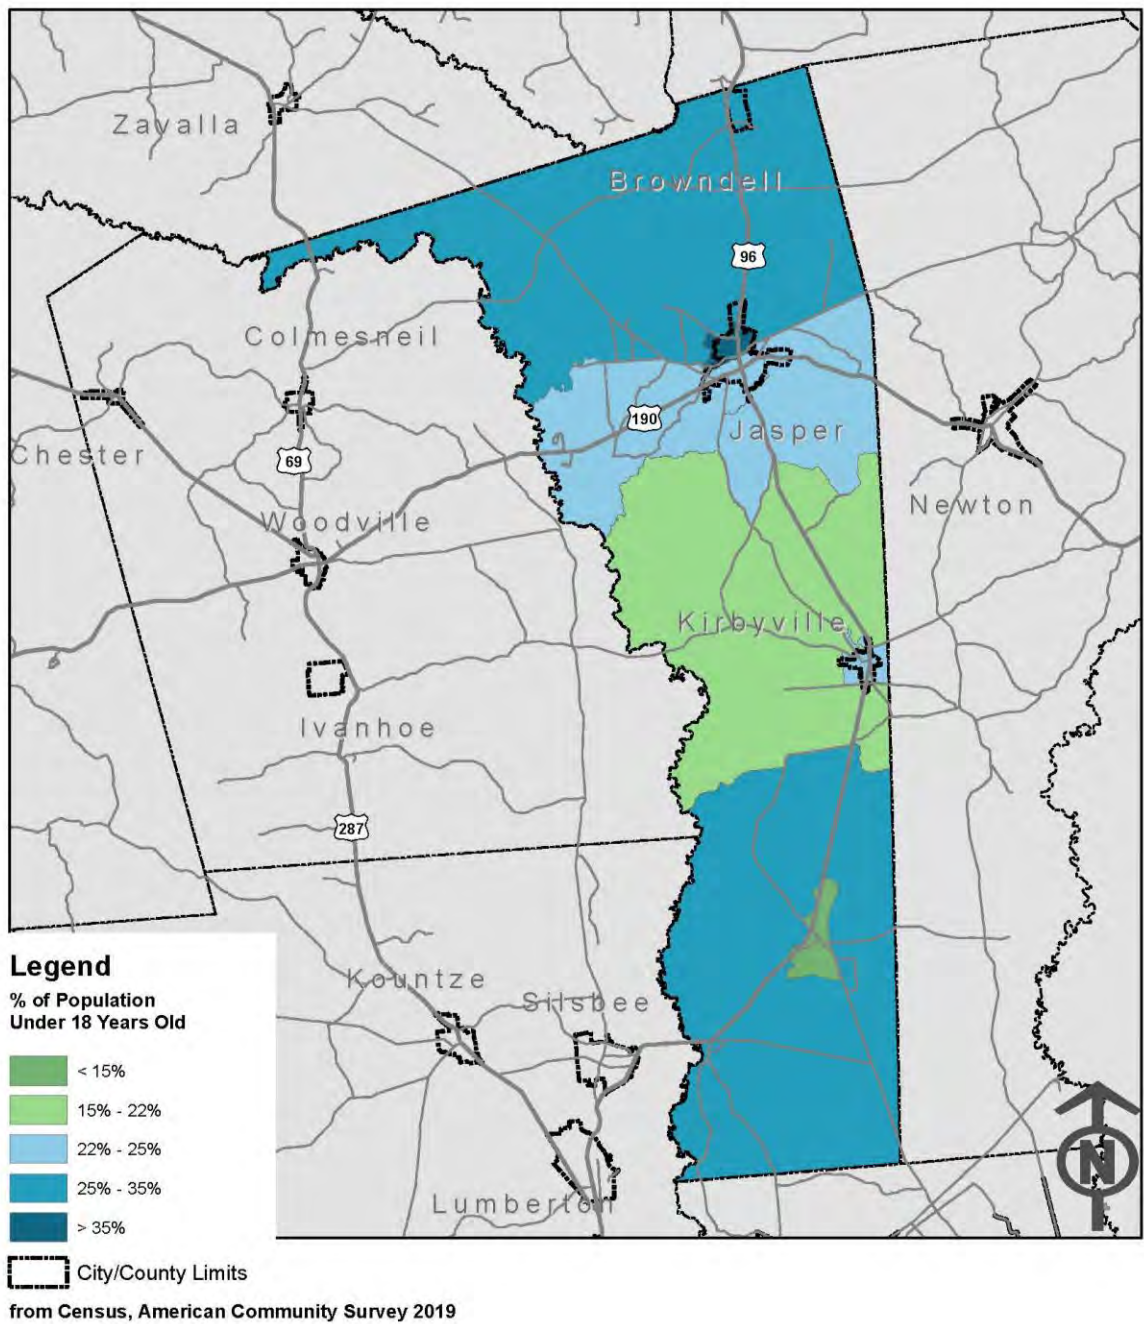 Zavalla
Browndell
96
Colmesneil
190
Jasper
Chester
69
Newton
Woodville
Kirbyville
Ivanhoe
287
Legend
% of Population
Under 18 Years Old
Kountze
Silsbee
< 15%
15% - 22%
22% - 25%
25% - 35%
> 35%
Lumberton
N
City/County Limits
from Census, American Community Survey 2019